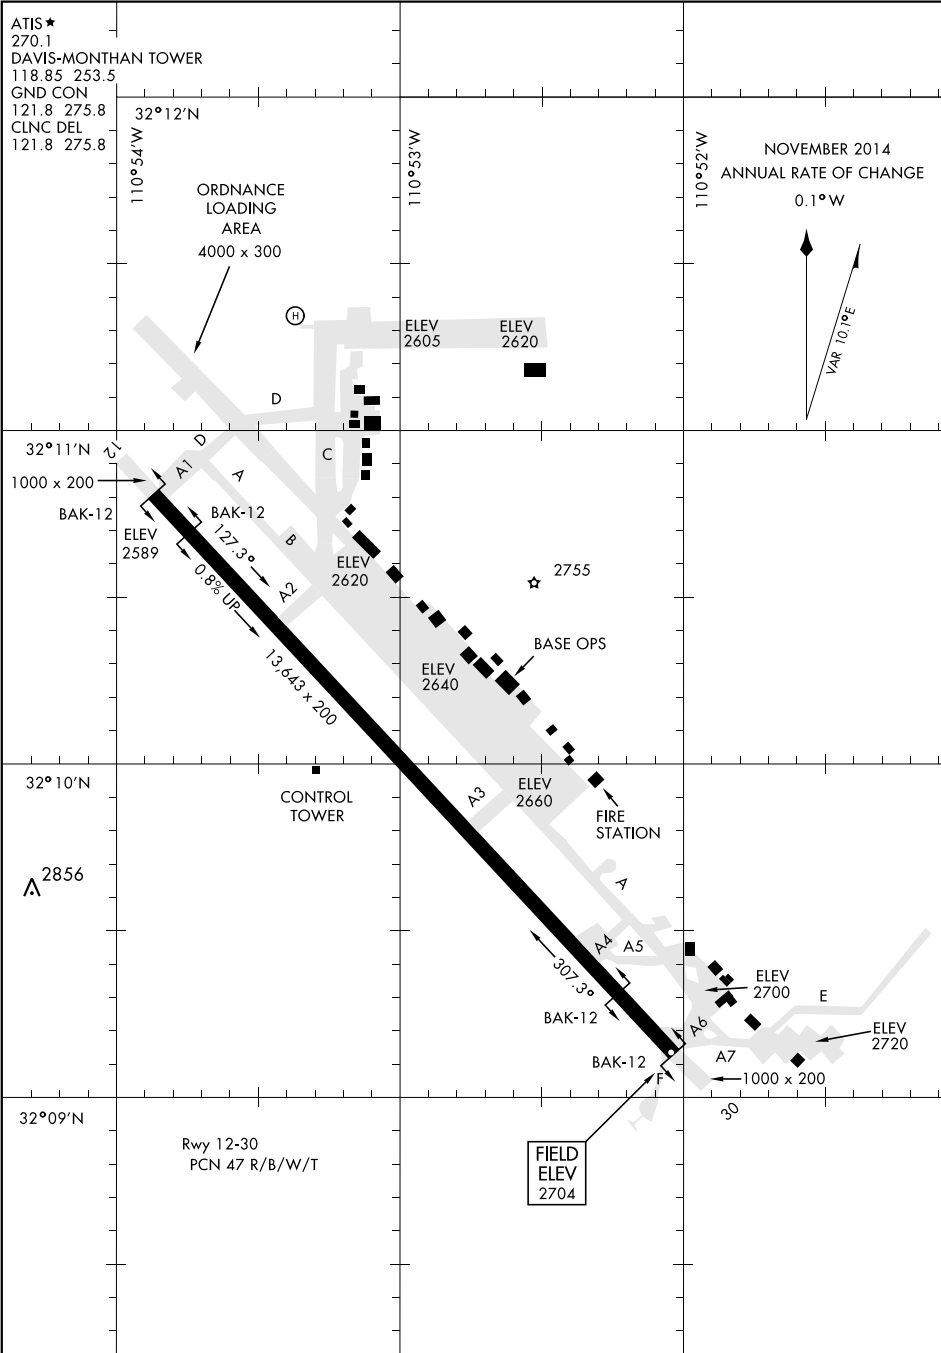 ATIS★
270.1
DAVIS-MONTHAN TOWER
118.85 253.5
GND CON
121.8 275.8
CLNC DEL
121.8 275.8
32°12'N
110°54'W
110°53'W
110°52'W
NOVEMBER 2014
ANNUAL RATE OF CHANGE
0.1°W
VAR 10.1°E
ORDNANCE
LOADING
AREA
4000 x 300
H
ELEV
2605
ELEV
2620
D
D
C
32°11'N
12
1000 x 200
A1
A
BAK-12
BAK-12
ELEV
2589
127.3°
B
ELEV
2620
0.8% UP
A2
2755
BASE OPS
ELEV
2640
13,643 x 200
32°10'N
CONTROL
TOWER
A3
ELEV
2660
FIRE
STATION
2856
A
A4
A5
307.3°
ELEV
2700
E
BAK-12
A6
ELEV
2720
BAK-12
A7
F
1000 x 200
30
32°09'N
Rwy 12-30
PCN 47 R/B/W/T
FIELD
ELEV
2704